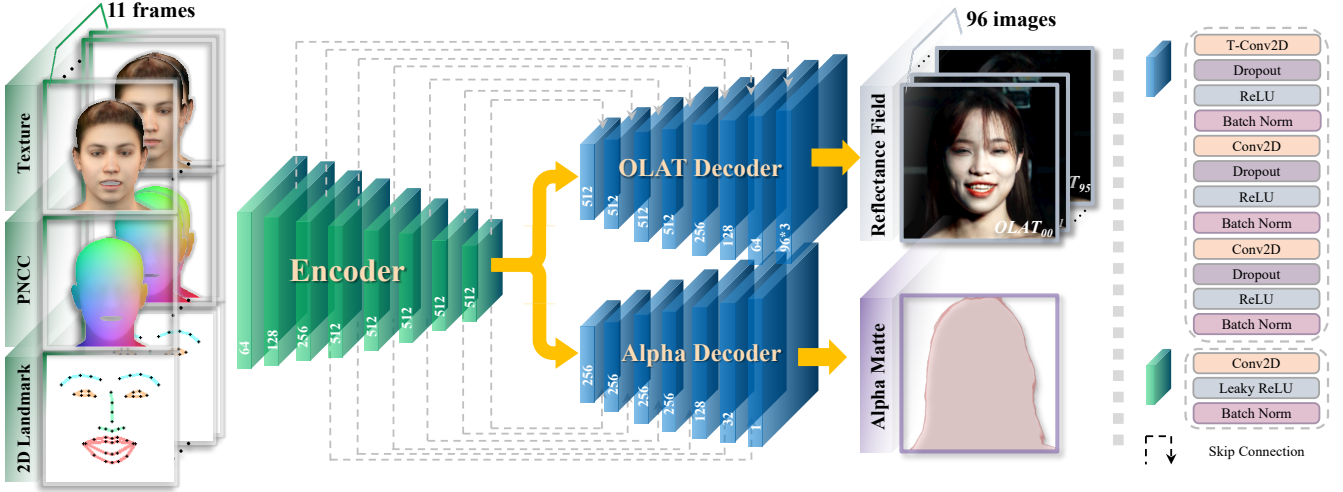 11 frames
Texture
PNCC
2D Landmark
Encoder
64
128
256
512
512
512
512
512
OLAT Decoder
512
512
512
512
256
128
64
96*3
Alpha Decoder
256
256
256
256
128
32
1
96 images
Reflectance Field
T95
OLAT00
Alpha Matte
T-Conv2D
Dropout
ReLU
Batch Norm
Conv2D
Dropout
ReLU
Batch Norm
Conv2D
Dropout
ReLU
Batch Norm
Conv2D
Leaky ReLU
Batch Norm
Skip Connection